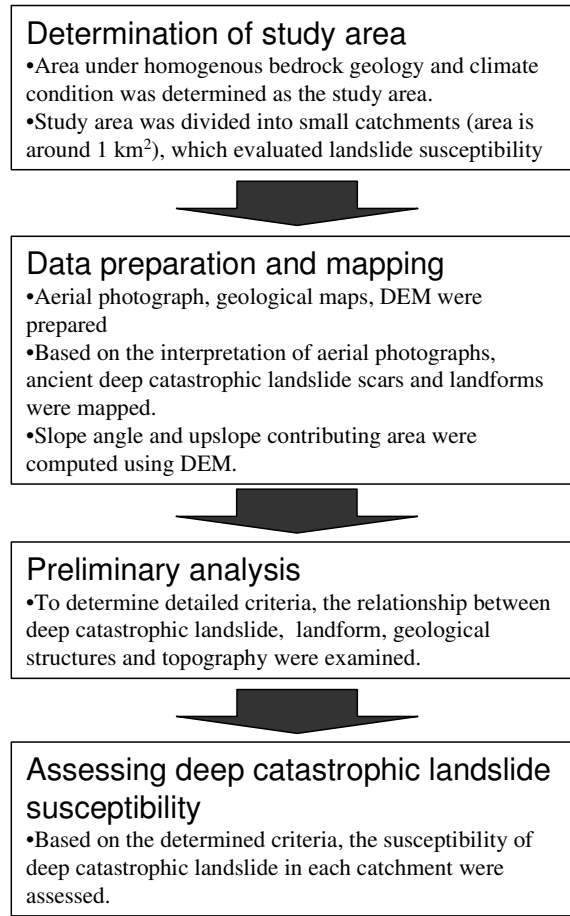 Determination of study area
•Area under homogenous bedrock geology and climate
condition was determined as the study area.
•Study area was divided into small catchments (area is
around 1 km²), which evaluated landslide susceptibility
Data preparation and mapping
•Aerial photograph, geological maps, DEM were
prepared
•Based on the interpretation of aerial photographs,
ancient deep catastrophic landslide scars and landforms
were mapped.
•Slope angle and upslope contributing area were
computed using DEM.
Preliminary analysis
•To determine detailed criteria, the relationship between
deep catastrophic landslide, landform, geological
structures and topography were examined.
Assessing deep catastrophic landslide
susceptibility
•Based on the determined criteria, the susceptibility of
deep catastrophic landslide in each catchment were
assessed.